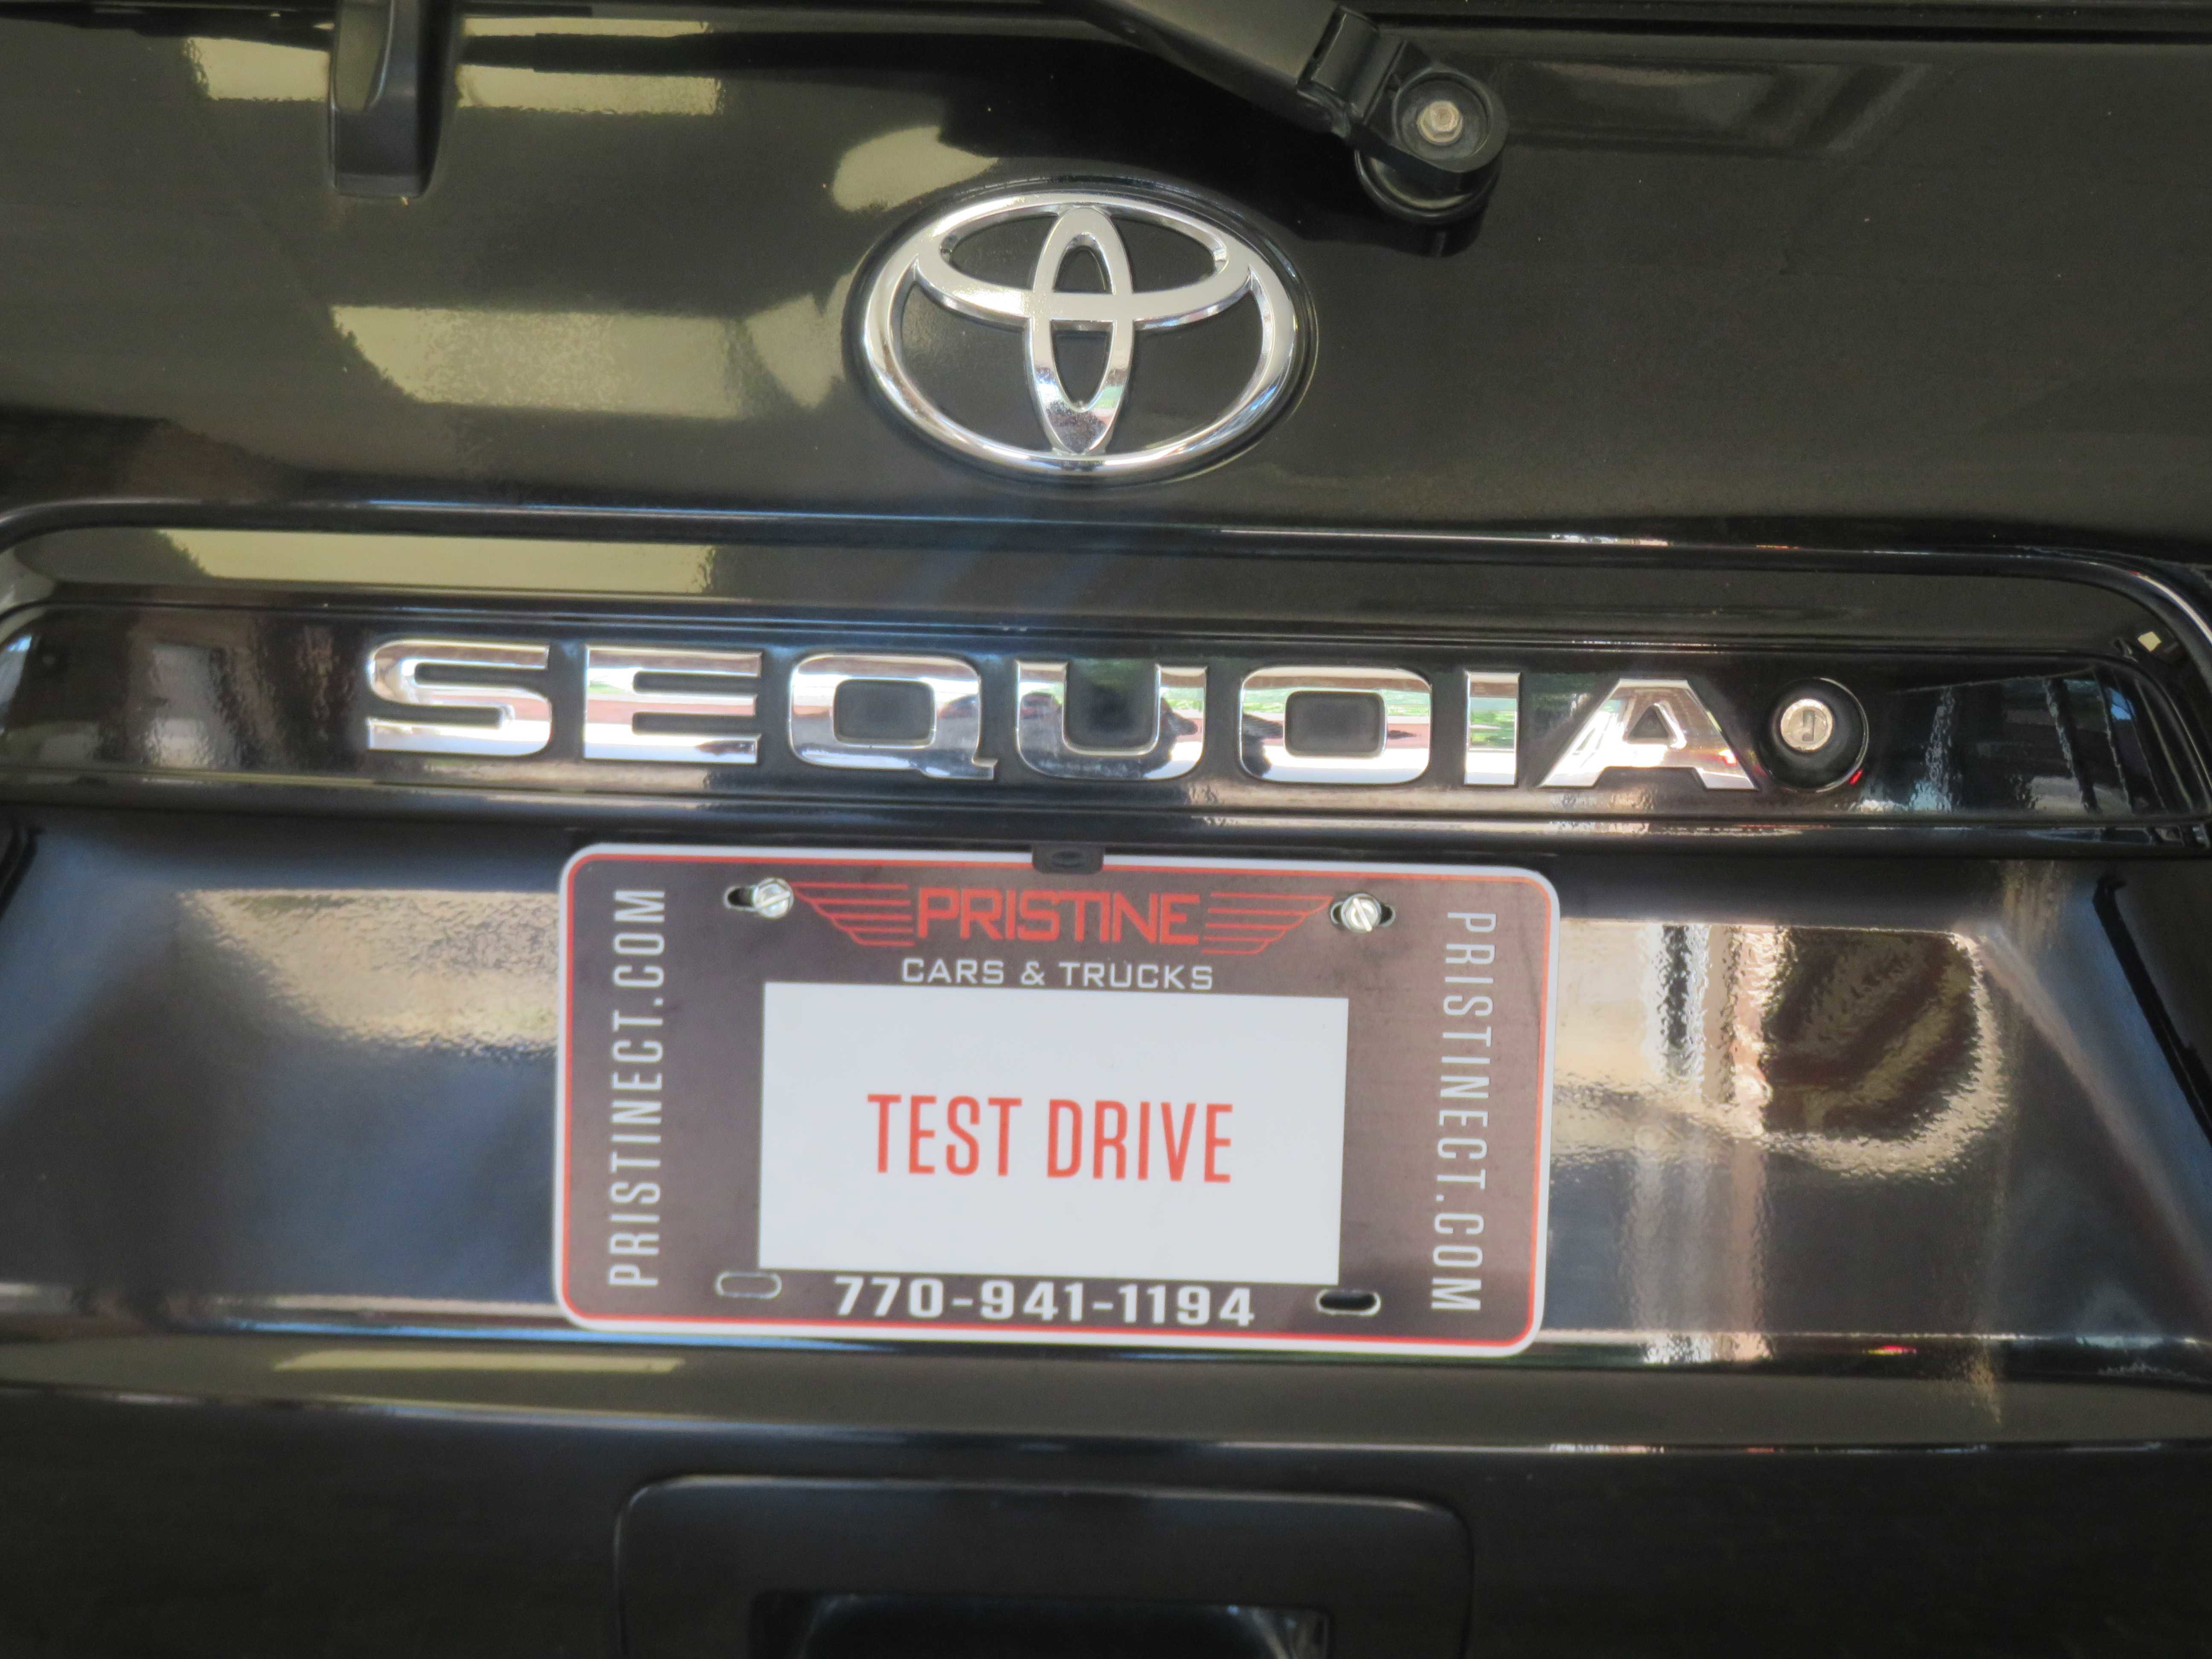 SEQUOIA
PRISTINE
CARS & TRUCKS
PRISTINECT.COM
TEST DRIVE
PRISTINECT.COM
770-941-1194